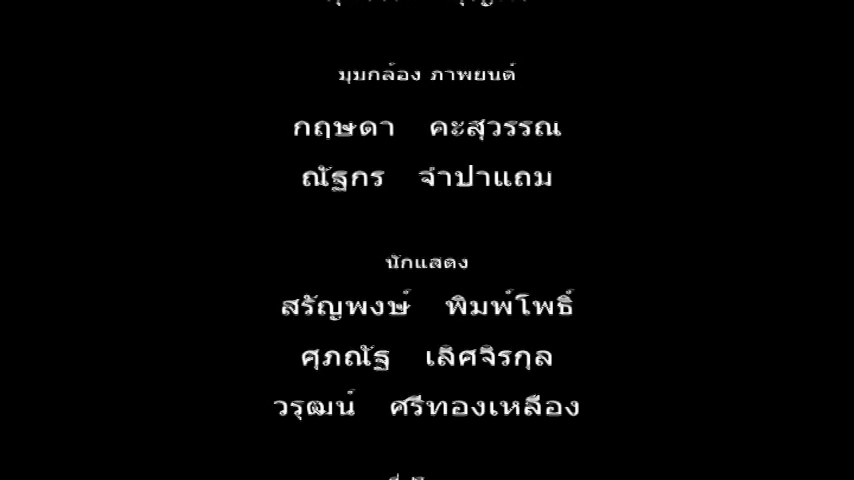 มุมกล้อง ภาพยนต์
กฤษดา คะสุวรรณ
ณัฐกร จำปาแถม
นักแสดง
สรัญพงษ์ พิมพ์โพธิ์
ศุภณัฐ เลิศจิรกุล
วรุฒน์ ศรีทองเหลือง